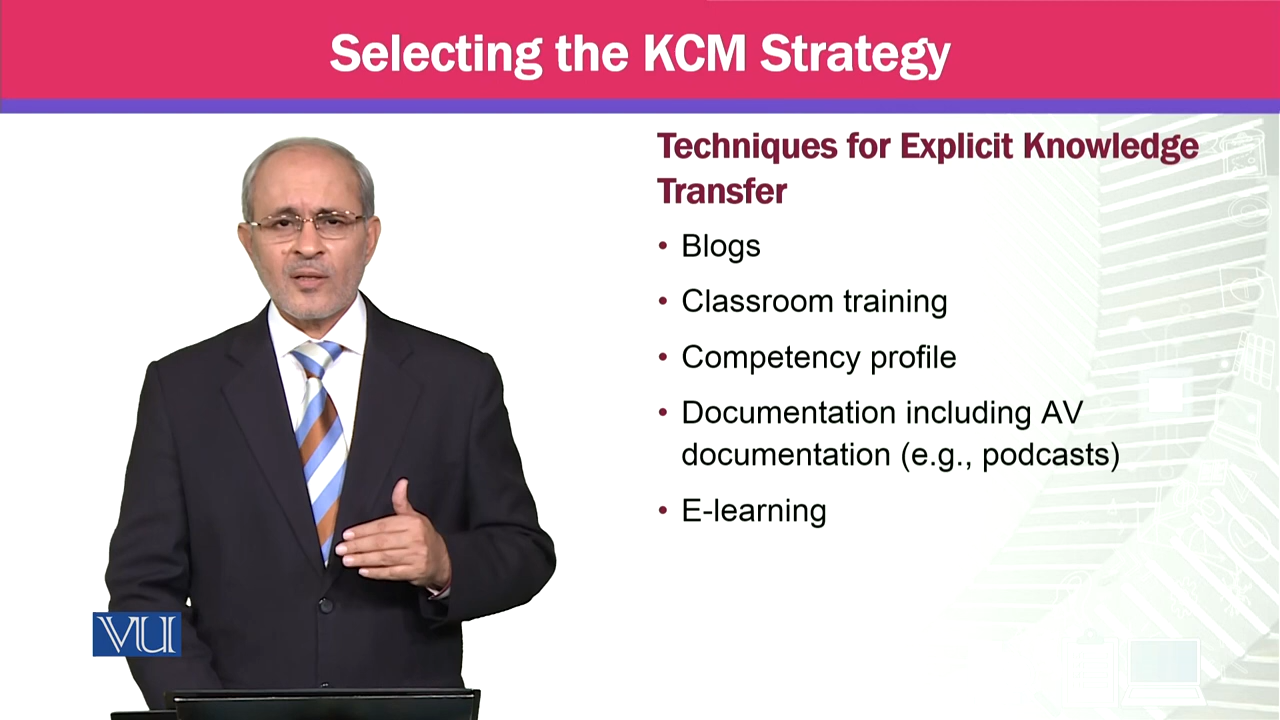 Selecting the KCM Strategy
Techniques for Explicit Knowledge
Transfer
• Blogs
• Classroom training
• Competency profile
• Documentation including AV
documentation (e.g., podcasts)
• E-learning
VU